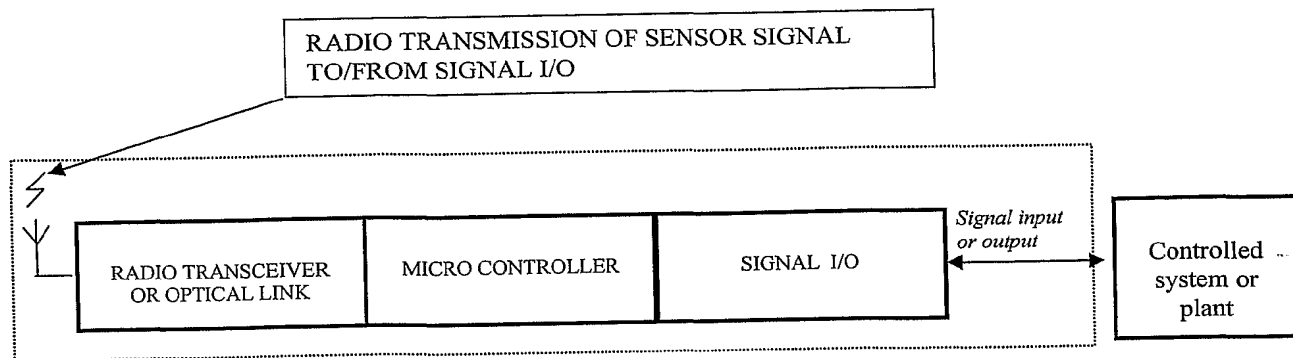 RADIO TRANSMISSION OF SENSOR SIGNAL
TO/FROM SIGNAL I/O
RADIO TRANSCEIVER
OR OPTICAL LINK
MICRO CONTROLLER
SIGNAL I/O
Signal input
or output
Controlled
system or
plant